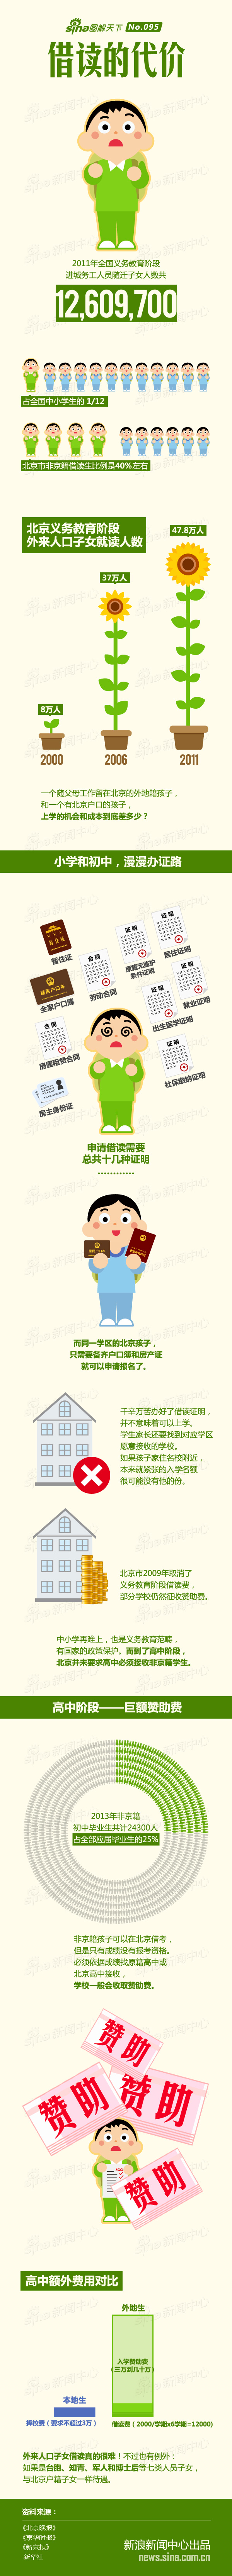 sina图解天下 No.095
借读的代价
2011年全国义务教育阶段
进城务工人员随迁子女人数共
12,609,700
占全国中小学生的 1/12
北京市非京籍借读生比例是40%左右
北京义务教育阶段
外来人口子女就读人数
47.8万人
37万人
8万人
2000
2006
2011
一个随父母工作留在北京的外地籍孩子，
和一个有北京户口的孩子，
上学的机会和成本到底差多少？
小学和初中，漫漫办证路
暂住证
全家户口簿
房屋租赁合同
房主身份证
合同
劳动合同
证明
原籍无监护
条件证明
证明
居住证明
证明
出生医学证明
证明
就业证明
证明
社保缴纳证明
申请借读需要
总共十几种证明
而同一学区的北京孩子，
只需要备齐户口簿和房产证
就可以申请报名了。
千辛万苦办好了借读证明，
并不意味着可以上学。
学生家长还要找到对应学区
愿意接收的学校。
如果孩子家住名校附近，
本来就紧张的入学名额
很可能没有他的份。
北京市2009年取消了
义务教育阶段借读费，
部分学校仍然征收赞助费。
中小学再难上，也是义务教育范畴，
有国家的政策保护。而到了高中阶段，
北京并未要求高中必须接收非京籍学生。
高中阶段——巨额赞助费
2013年非京籍
初中毕业生共计24300人
占全部应届毕业生的25%
非京籍孩子可以在北京借考，
但是只有成绩没有报考资格。
必须依据成绩找原籍高中或
北京高中接收，
学校一般会收取赞助费。
赞助
赞助
赞助
赞助
高中额外费用对比
外地生
入学赞助费
（三万到几十万）
本地生
择校费（要求不超过3万）
借读费（2000/学期x6学期=12000)
外来人口子女借读真的很难！不过也有例外：
如果是台胞、知青、军人和博士后等七类人员子女，
与北京户籍子女一样待遇。
资料来源：
《北京晚报》
《京华时报》
《新京报》
新华社
新浪新闻中心出品
news.sina.com.cn